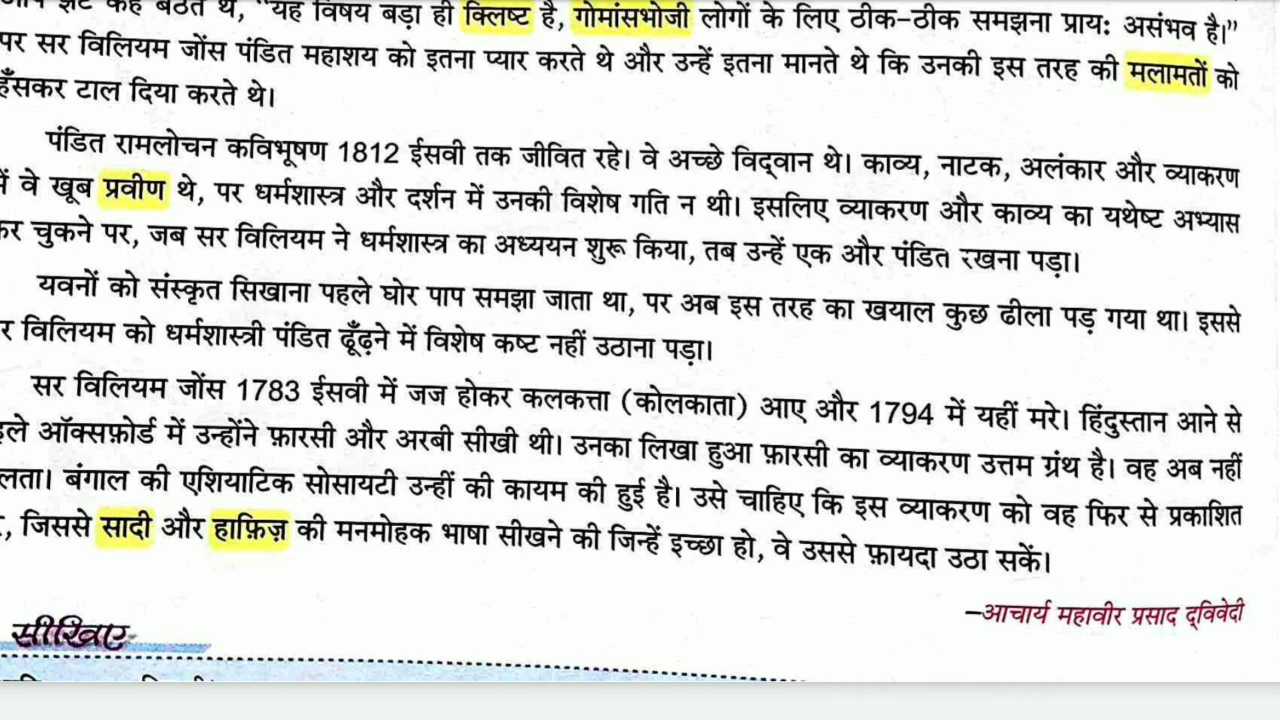 झट कह बैठते थे, "यह विषय बड़ा ही क्लिष्ट है, गोमांसभोजी लोगों के लिए ठीक-ठीक समझना प्राय: असंभव है।"
पर सर विलियम जोंस पंडित महाशय को इतना प्यार करते थे और उन्हें इतना मानते थे कि उनकी इस तरह की मलामतों को
हँसकर टाल दिया करते थे।
पंडित रामलोचन कविभूषण 1812 ईसवी तक जीवित रहे। वे अच्छे विद्वान थे। काव्य, नाटक, अलंकार और व्याकरण
में वे खूब प्रवीण थे, पर धर्मशास्त्र और दर्शन में उनकी विशेष गति न थी। इसलिए व्याकरण और काव्य का यथेष्ट अभ्यास
कर चुकने पर, जब सर विलियम ने धर्मशास्त्र का अध्ययन शुरू किया, तब उन्हें एक और पंडित रखना पड़ा।
यवनों को संस्कृत सिखाना पहले घोर पाप समझा जाता था, पर अब इस तरह का खयाल कुछ ढीला पड़ गया था। इससे
र विलियम को धर्मशास्त्री पंडित ढूँढ़ने में विशेष कष्ट नहीं उठाना पड़ा।
सर विलियम जोंस 1783 ईसवी में जज होकर कलकत्ता (कोलकाता) आए और 1794 में यहीं मरे। हिंदुस्तान आने से
हले ऑक्सफ़ोर्ड में उन्होंने फ़ारसी और अरबी सीखी थी। उनका लिखा हुआ फ़ारसी का व्याकरण उत्तम ग्रंथ है। वह अब नहीं
लता। बंगाल की एशियाटिक सोसायटी उन्हीं की कायम की हुई है। उसे चाहिए कि इस व्याकरण को वह फिर से प्रकाशित
, जिससे सादी और हाफ़िज़ की मनमोहक भाषा सीखने की जिन्हें इच्छा हो, वे उससे फ़ायदा उठा सकें।
–आचार्य महावीर प्रसाद द्विवेदी
सीखिए